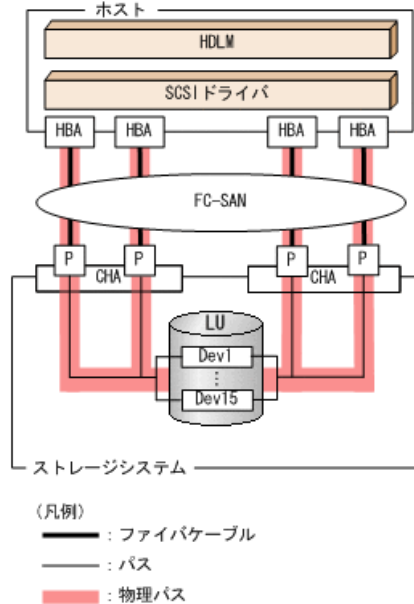 ホスト
HDLM
SCSIドライバ
HBA HBA HBA HBA
FC-SAN
P P P P
CHA CHA
LU
Dev1
⋮
Dev15
ストレージシステム
(凡例)
:ファイバケーブル
:パス
:物理パス